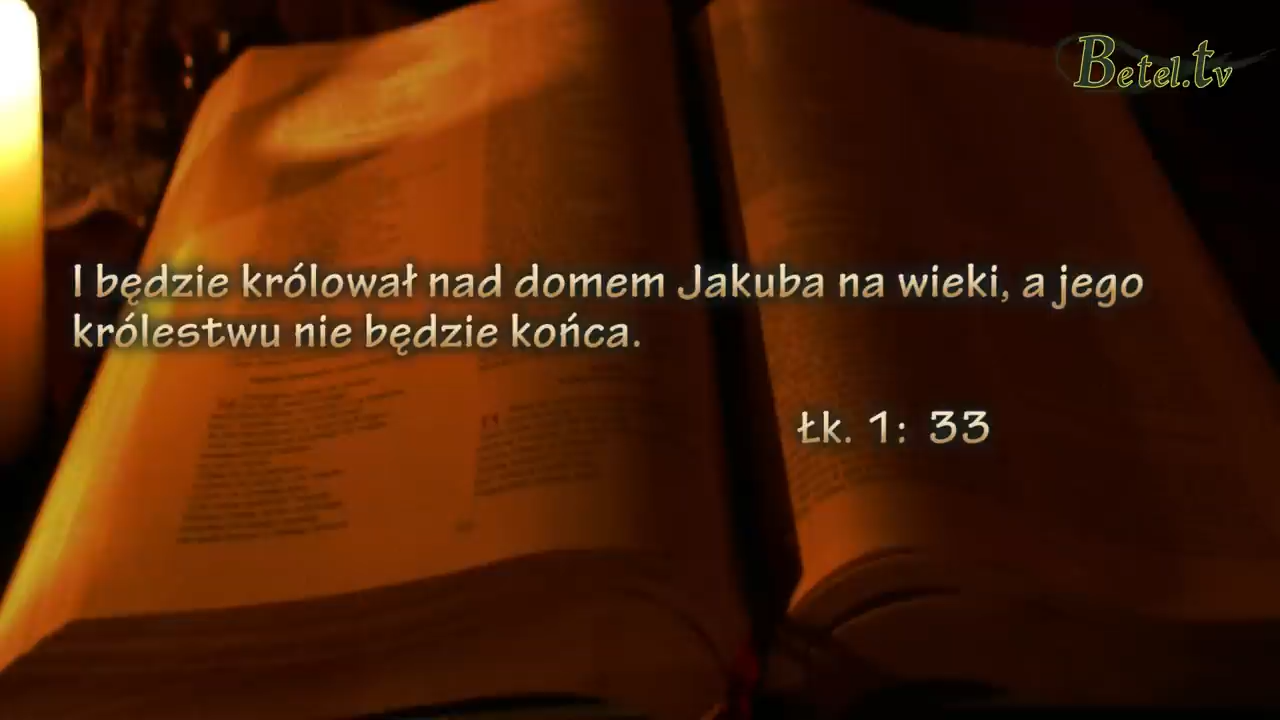 Betel.tv
I będzie królował nad domem Jakuba na wieki, a jego
królestwu nie będzie końca.
Łk. 1: 33